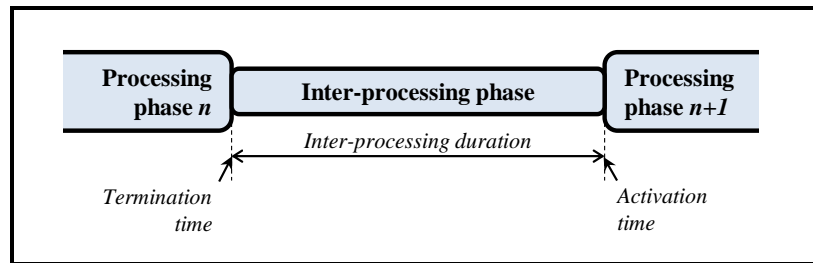 Processing
phase n
Inter-processing phase
Processing
phase n+1
Inter-processing duration
Termination
time
Activation
time